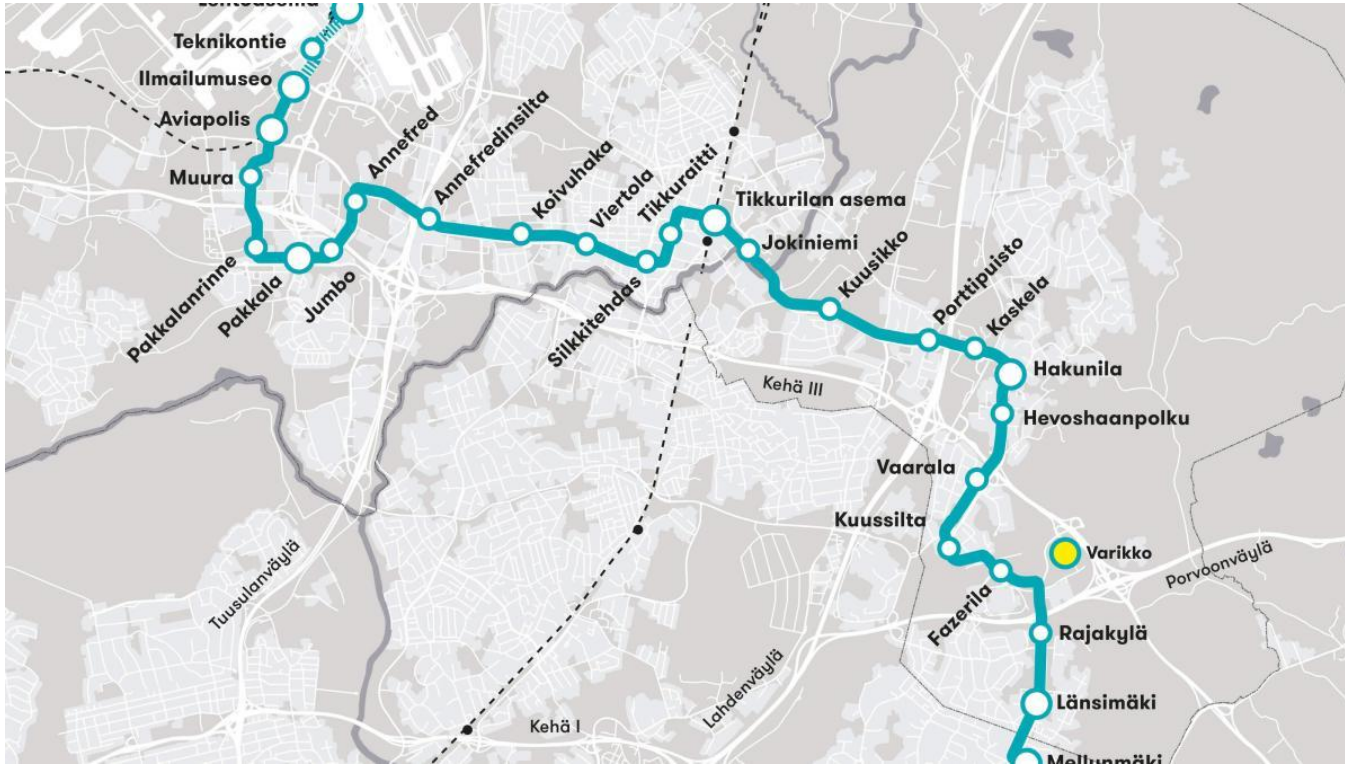 Lentoasema
Teknikontie
Ilmailumuseo
Aviapolis
Muura
Pakkalanrinne
Pakkala
Jumbo
Annefred
Annefredinsilta
Koivuhaka
Viertola
Silkkitehdas
Tikkuraitti
Tikkurilan asema
Jokiniemi
Kuusikko
Porttipuisto
Kaskela
Hakunila
Hevoshaanpolku
Kehä III
Vaarala
Kuussilta
Varikko
Porvoonväylä
Fazerila
Tuusulanväylä
Rajakylä
Lahdenväylä
Länsimäki
Kehä I
Mellunmäki